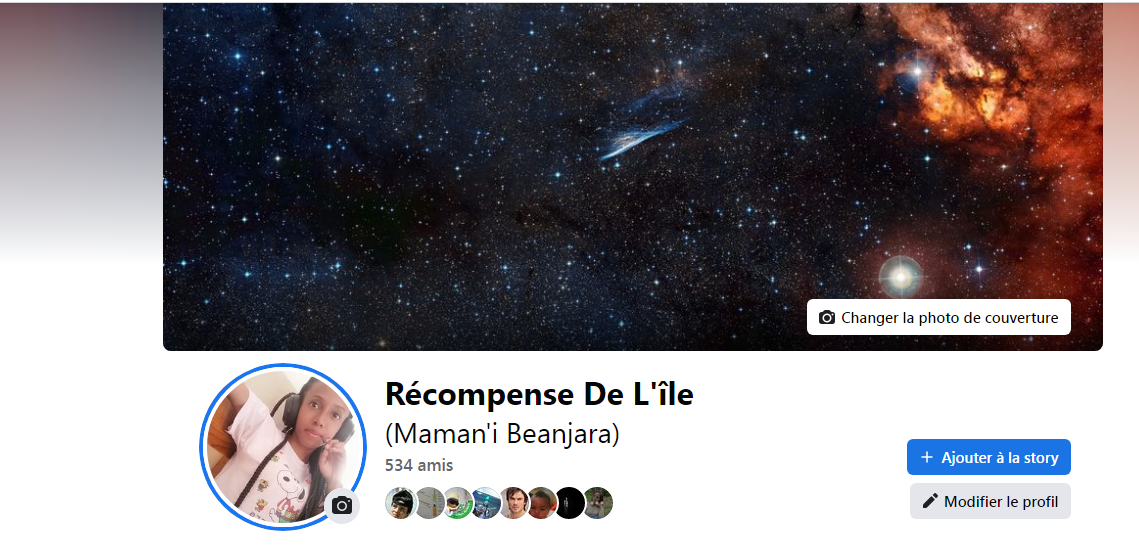 Changer la photo de couverture
Récompense De L'île
(Maman'i Beanjara)
534 amis
+ Ajouter à la story
Modifier le profil